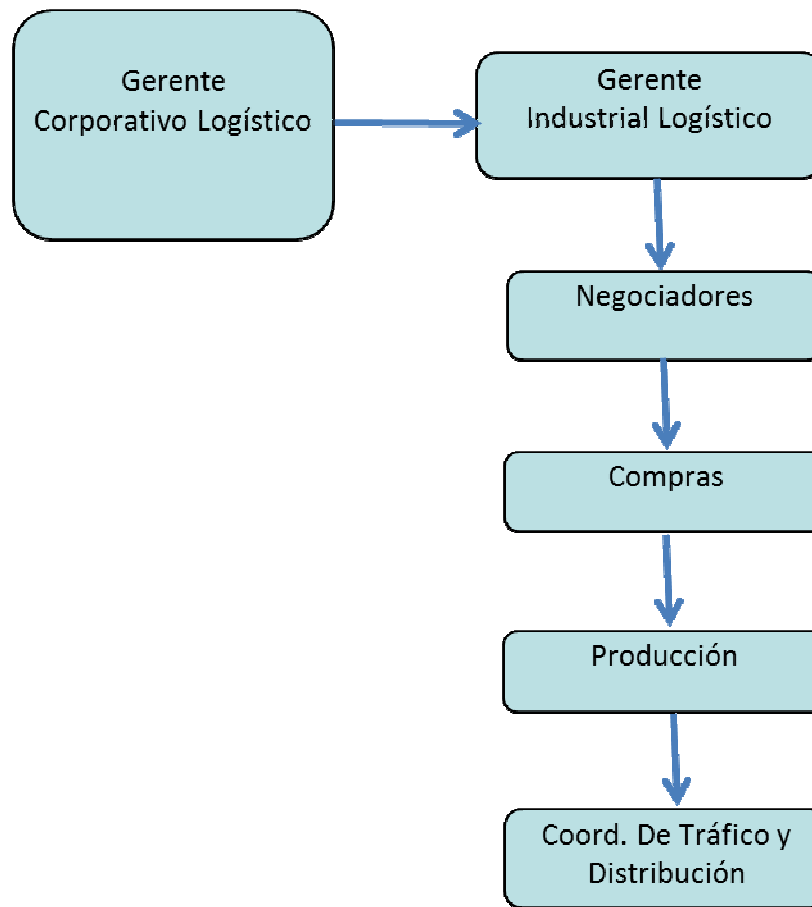 Gerente
Corporativo Logístico
Gerente
Industrial Logístico
Negociadores
Compras
Producción
Coord. De Tráfico y
Distribución